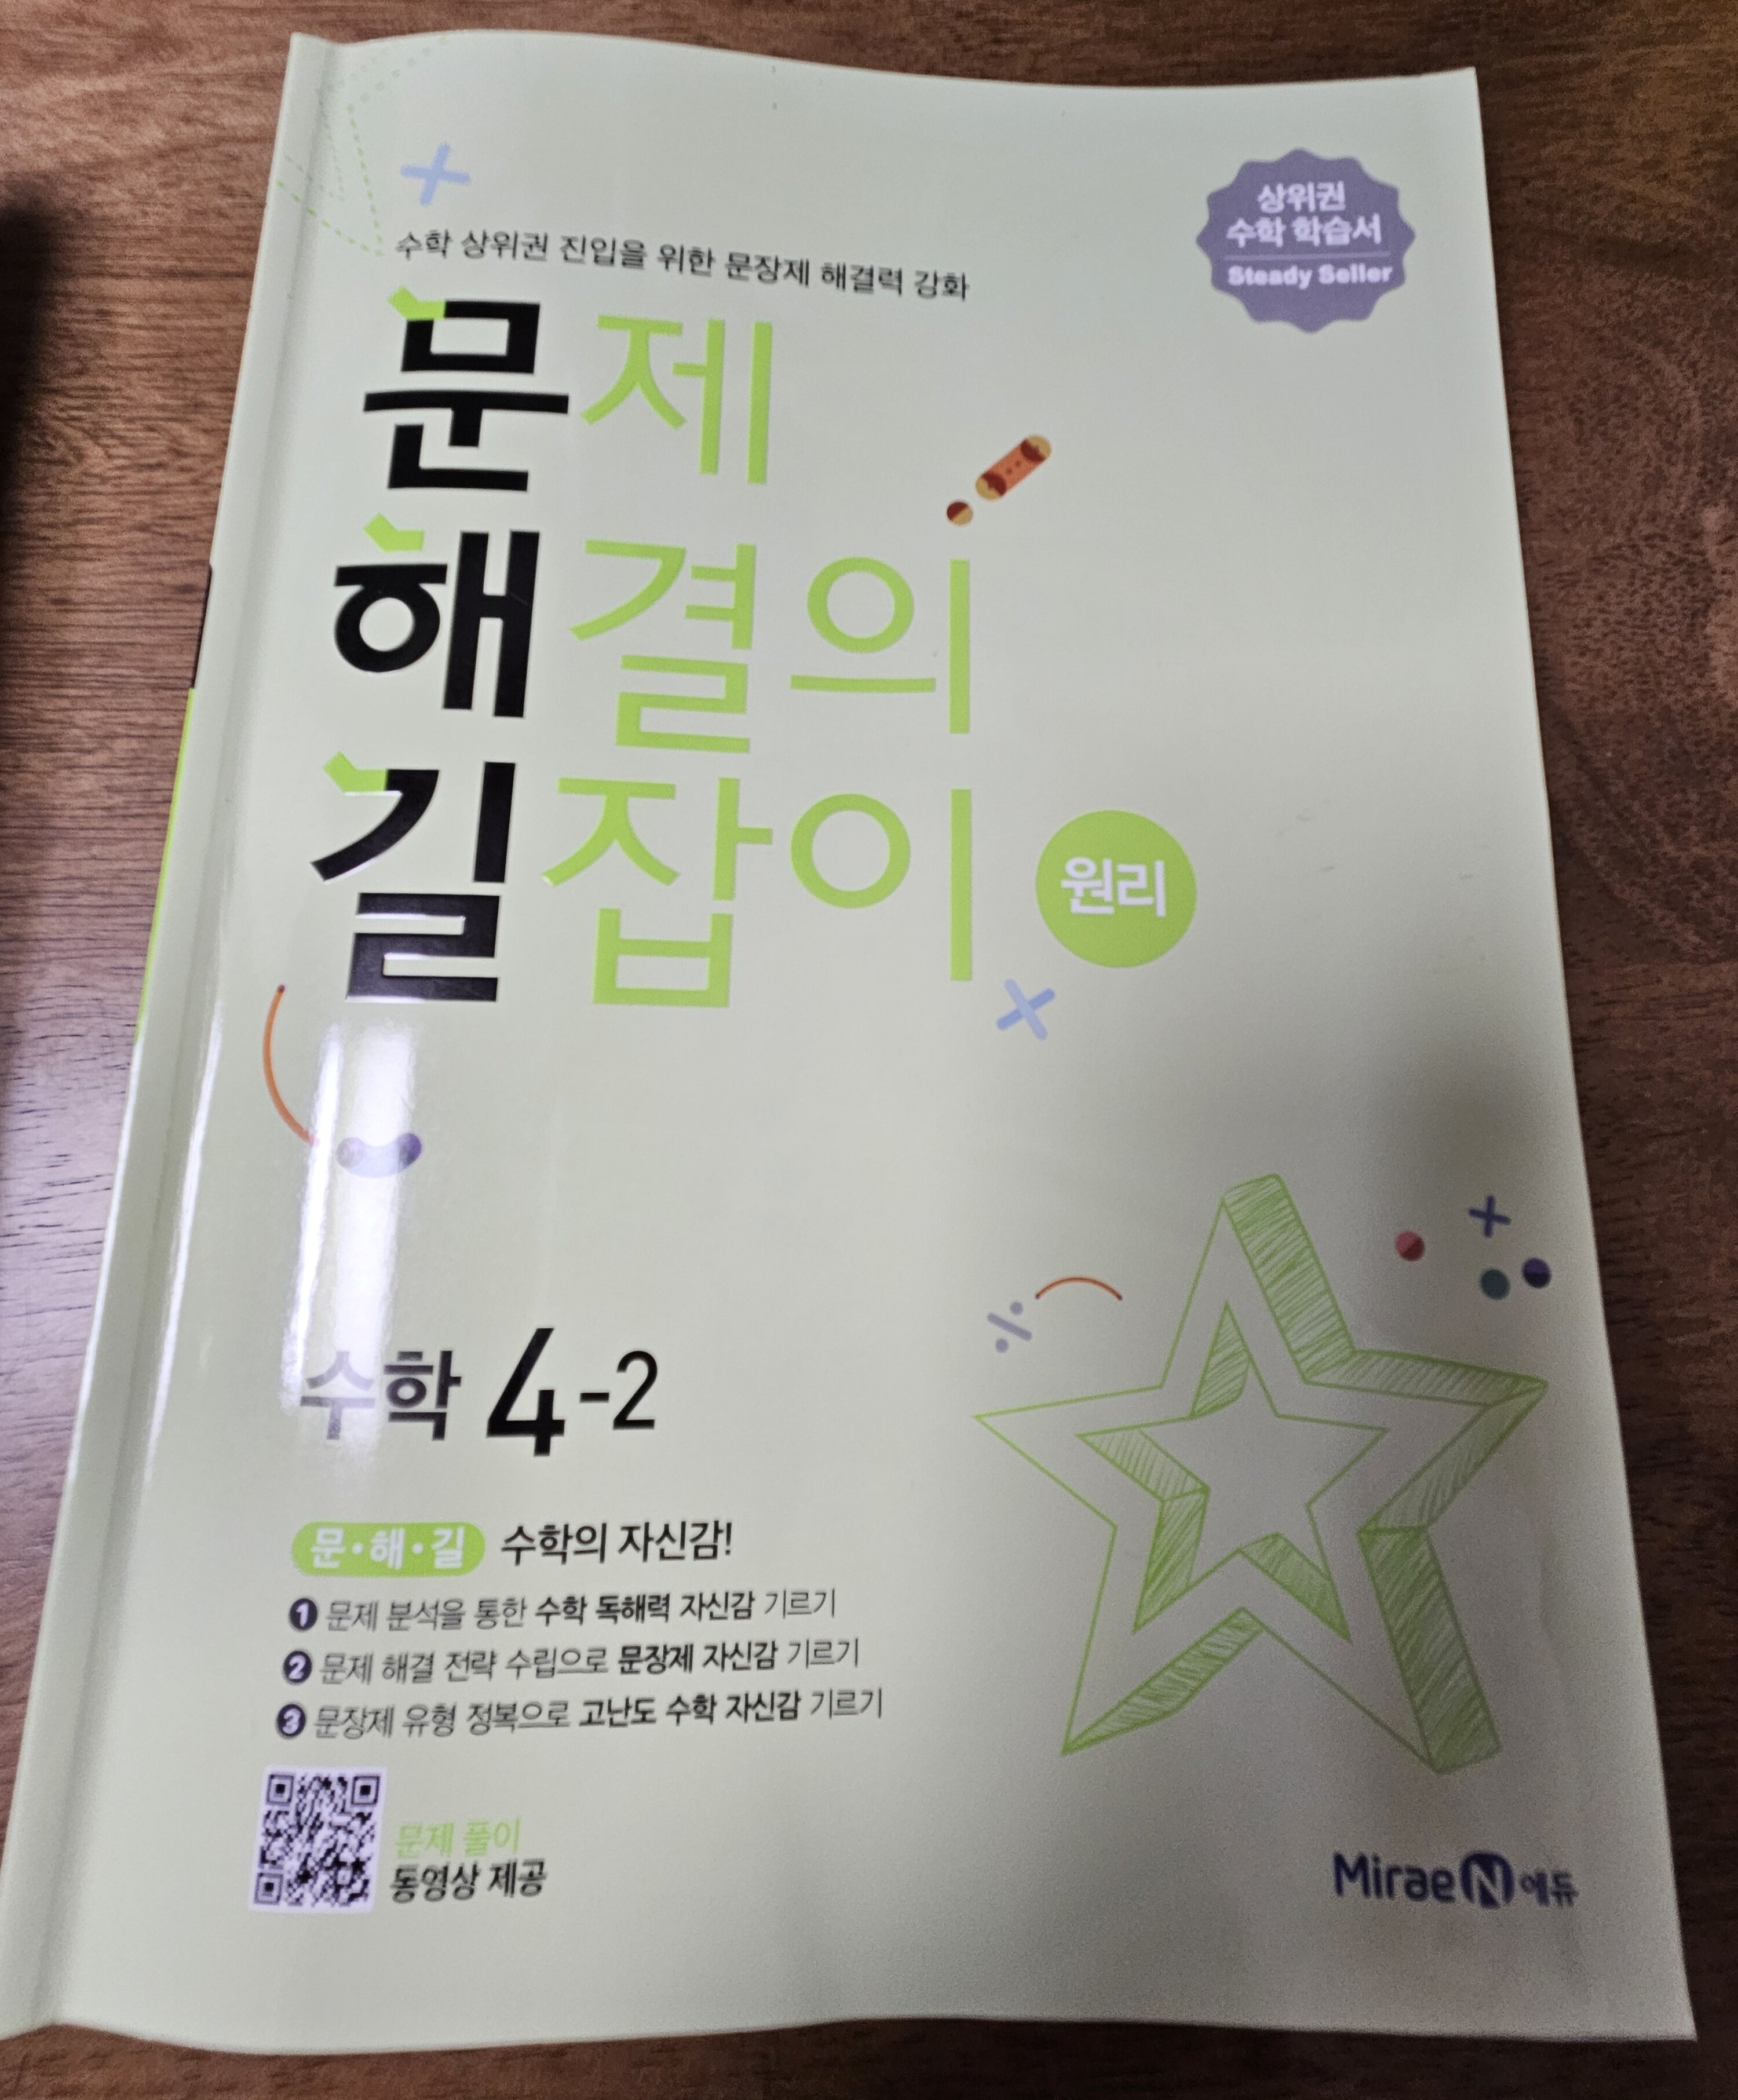 수학 상위권 진입을 위한 문장제 해결력 강화
상위권
수학 학습서
Steady Seller
문제
해결의
길잡이
원리
수학 4-2
문·해·길 수학의 자신감!
1 문제 분석을 통한 수학 독해력 자신감 기르기
2 문제 해결 전략 수립으로 문장제 자신감 기르기
3 문장제 유형 정복으로 고난도 수학 자신감 기르기
문제 풀이
동영상 제공
Mirae N 에듀